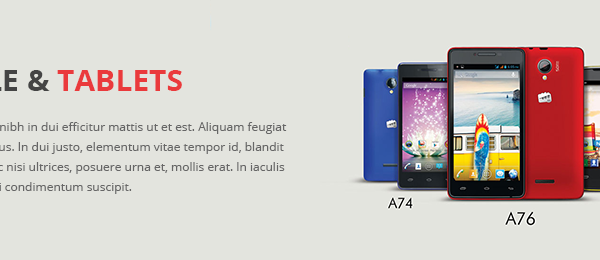 & TABLETS
nibh in dui efficitur mattis ut et est. Aliquam feugiat
us. In dui justo, elementum vitae tempor id, blandit
nisi ultrices, posuere urna et, mollis erat. In iaculis
condimentum suscipit.
A74
A76